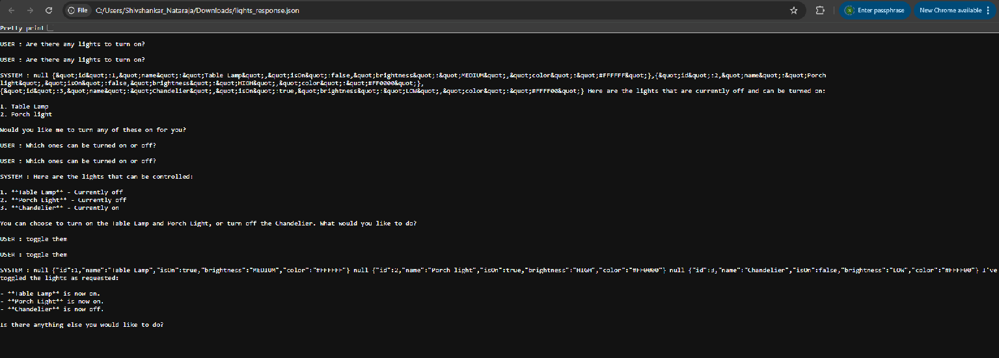 File C:/Users/Shivshankar_Nataraja/Downloads/lights_response.json
Enter passphrase
New Chrome available
Pretty print
USER : Are there any lights to turn on?
USER : Are there any lights to turn on?
SYSTEM : null {&quot;id&quot;:1,&quot;name&quot;:&quot;Table Lamp&quot;,&quot;isOn&quot;:false,&quot;brightness&quot;:&quot;MEDIUM&quot;,&quot;color&quot;:&quot;#FFFFFF&quot;},{&quot;id&quot;:2,&quot;name&quot;:&quot;Porch
light&quot;,&quot;isOn&quot;:false,&quot;brightness&quot;:&quot;HIGH&quot;,&quot;color&quot;:&quot;#FF0000&quot;},
{&quot;id&quot;:3,&quot;name&quot;:&quot;Chandelier&quot;,&quot;isOn&quot;:true,&quot;brightness&quot;:&quot;LOW&quot;,&quot;color&quot;:&quot;#FFFF00&quot;} Here are the lights that are currently off and can be turned on:
1. Table Lamp
2. Porch light
Would you like me to turn any of these on for you?
USER : Which ones can be turned on or off?
USER : Which ones can be turned on or off?
SYSTEM : Here are the lights that can be controlled:
1. **Table Lamp** - Currently off
2. **Porch Light** - Currently off
3. **Chandelier** - Currently on
You can choose to turn on the Table Lamp and Porch Light, or turn off the Chandelier. What would you like to do?
USER : toggle them
USER : toggle them
SYSTEM : null {"id":1,"name":"Table Lamp","isOn":true,"brightness":"MEDIUM","color":"#FFFFFF"} null {"id":2,"name":"Porch light","isOn":true,"brightness":"HIGH","color":"#FF0000"} null {"id":3,"name":"Chandelier","isOn":false,"brightness":"LOW","color":"#FFFF00"} I've
toggled the lights as requested:
- **Table Lamp** is now on.
- **Porch Light** is now on.
- **Chandelier** is now off.
Is there anything else you would like to do?